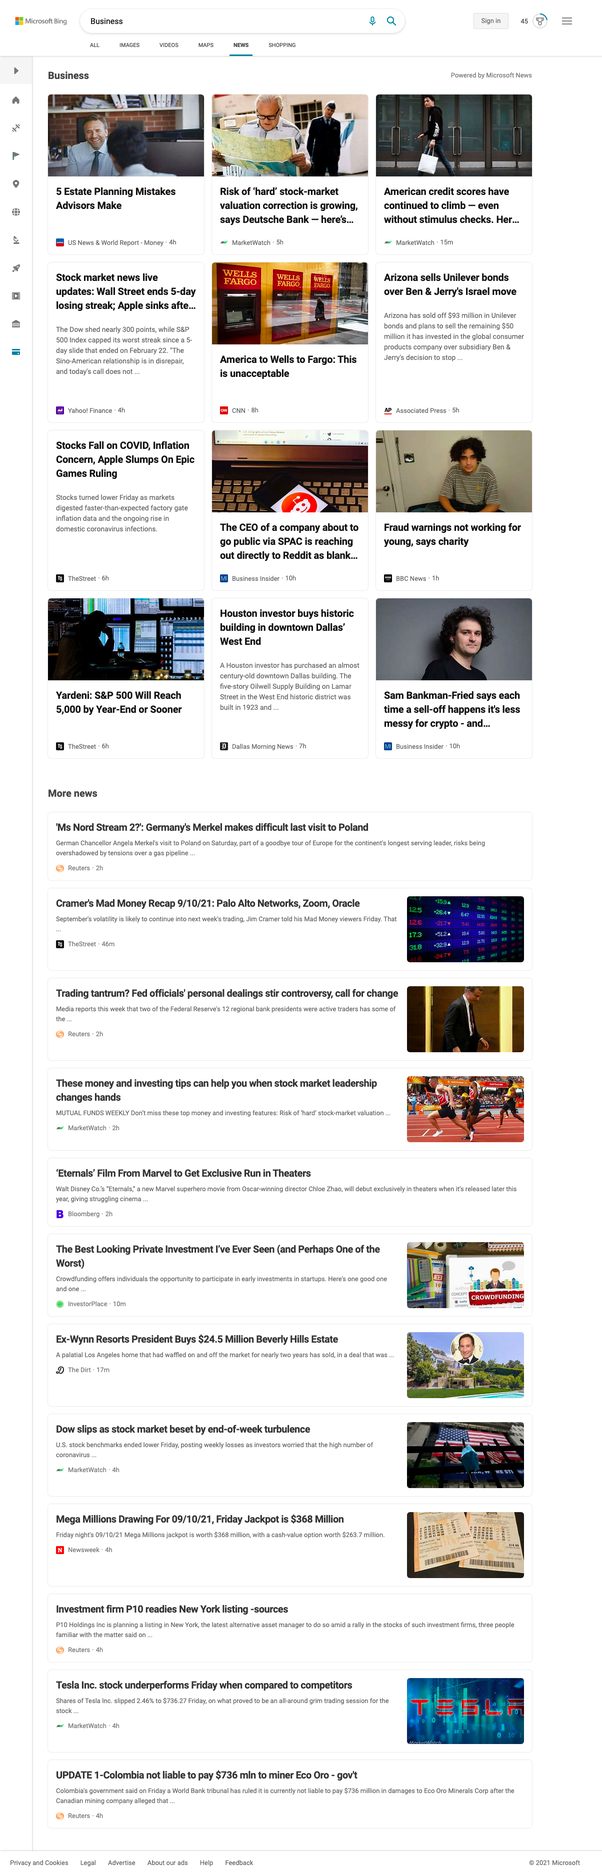 Microsoft Bing
Business
Sign in
45
ALL
IMAGES
VIDEOS
MAPS
NEWS
SHOPPING
Business
Powered by Microsoft News
5 Estate Planning Mistakes
Advisors Make
US News & World Report - Money · 4h
Risk of 'hard' stock-market
valuation correction is growing,
says Deutsche Bank — here's...
MarketWatch · 5h
American credit scores have
continued to climb — even
without stimulus checks. Her...
MarketWatch · 15m
Stock market news live
updates: Wall Street ends 5-day
losing streak; Apple sinks afte...
The Dow shed nearly 300 points, while S&P
500 Index capped its worst streak since a 5-
day slide that ended on February 22. "The
Sino-American relationship is in disrepair,
and today's call does not ...
Yahoo! Finance · 4h
WELLS
FARGO
WELLS
FARGO
WELLS
FARGO
America to Wells to Fargo: This
is unacceptable
CNN · 8h
Arizona sells Unilever bonds
over Ben & Jerry's Israel move
Arizona has sold off $93 million in Unilever
bonds and plans to sell the remaining $50
million it has invested in the global consumer
products company over subsidiary Ben &
Jerry's decision to stop ...
AP
Associated Press · 5h
Stocks Fall on COVID, Inflation
Concern, Apple Slumps On Epic
Games Ruling
Stocks turned lower Friday as markets
digested faster-than-expected factory gate
inflation data and the ongoing rise in
domestic coronavirus infections.
TheStreet · 6h
The CEO of a company about to
go public via SPAC is reaching
out directly to Reddit as blank...
Business Insider · 10h
Fraud warnings not working for
young, says charity
BBC News · 1h
Yardeni: S&P 500 Will Reach
5,000 by Year-End or Sooner
TheStreet · 6h
Houston investor buys historic
building in downtown Dallas'
West End
A Houston investor has purchased an almost
century-old downtown Dallas building. The
five-story Oilwell Supply Building on Lamar
Street in the West End historic district was
built in 1923 and ...
Dallas Morning News · 7h
Sam Bankman-Fried says each
time a sell-off happens it's less
messy for crypto - and...
Business Insider · 10h
More news
'Ms Nord Stream 2?': Germany's Merkel makes difficult last visit to Poland
German Chancellor Angela Merkel's visit to Poland on Saturday, part of a goodbye tour of Europe for the continent's longest serving leader, risks being
overshadowed by tensions over a gas pipeline ...
Reuters · 2h
Cramer's Mad Money Recap 9/10/21: Palo Alto Networks, Zoom, Oracle
September's volatility is likely to continue into next week's trading, Jim Cramer told his Mad Money viewers Friday. That
...
TheStreet · 46m
Trading tantrum? Fed officials' personal dealings stir controversy, call for change
Media reports this week that two of the Federal Reserve's 12 regional bank presidents were active traders has some of
the ...
Reuters · 2h
These money and investing tips can help you when stock market leadership
changes hands
MUTUAL FUNDS WEEKLY Don't miss these top money and investing features: Risk of 'hard' stock-market valuation ...
MarketWatch · 2h
'Eternals' Film From Marvel to Get Exclusive Run in Theaters
Walt Disney Co.'s "Eternals," a new Marvel superhero movie from Oscar-winning director Chloe Zhao, will debut exclusively in theaters when it's released later this
year, giving struggling cinema ...
B
Bloomberg · 2h
The Best Looking Private Investment I've Ever Seen (and Perhaps One of the
Worst)
Crowdfunding offers individuals the opportunity to participate in early investments in startups. Here's one good one
and one ...
InvestorPlace · 10m
CROWDFUNDING
Ex-Wynn Resorts President Buys $24.5 Million Beverly Hills Estate
A palatial Los Angeles home that had waffled on and off the market for nearly two years has sold, in a deal that was ...
The Dirt · 17m
Dow slips as stock market beset by end-of-week turbulence
U.S. stock benchmarks ended lower Friday, posting weekly losses as investors worried that the high number of
coronavirus ...
MarketWatch · 4h
Mega Millions Drawing For 09/10/21, Friday Jackpot is $368 Million
Friday night's 09/10/21 Mega Millions jackpot is worth $368 million, with a cash-value option worth $263.7 million.
N
Newsweek · 4h
Investment firm P10 readies New York listing -sources
P10 Holdings Inc is planning a listing in New York, the latest alternative asset manager to do so amid a rally in the stocks of such investment firms, three people
familiar with the matter said on ...
Reuters · 4h
Tesla Inc. stock underperforms Friday when compared to competitors
Shares of Tesla Inc. slipped 2.46% to $736.27 Friday, on what proved to be an all-around grim trading session for the
stock ...
MarketWatch · 4h
TESLA
UPDATE 1-Colombia not liable to pay $736 mln to miner Eco Oro - gov't
Colombia's government said on Friday a World Bank tribunal has ruled it is currently not liable to pay $736 million in damages to Eco Oro Minerals Corp after the
Canadian mining company alleged that ...
Reuters · 4h
Privacy and Cookies
Legal
Advertise
About our ads
Help
Feedback
© 2021 Microsoft